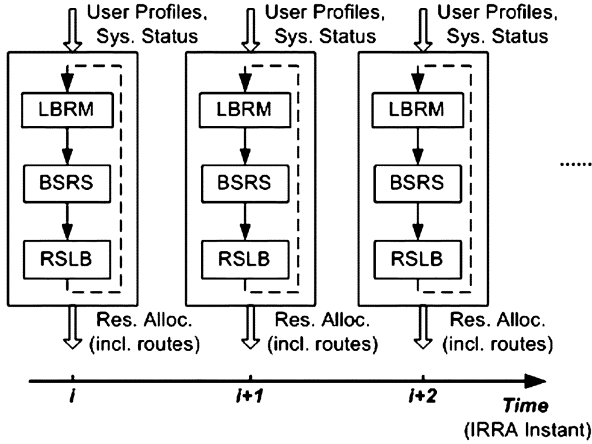 User Profiles, User Profiles, User Profiles,
Sys. Status Sys. Status Sys. Status
LBRM LBRM LBRM
BSRS BSRS BSRS
......
RSLB RSLB RSLB
Res. Alloc. Res. Alloc. Res. Alloc.
(incl. routes) (incl. routes) (incl. routes)
i i+1 i+2 Time
(IRRA Instant)